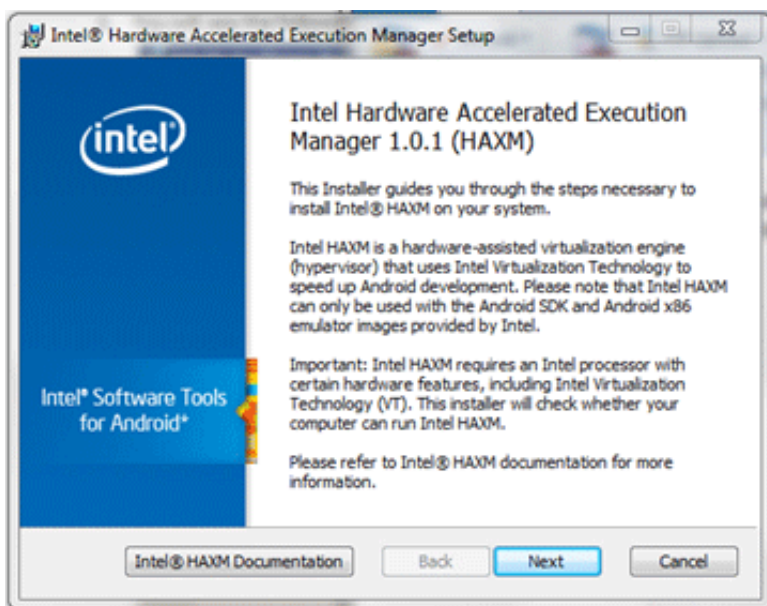 Intel® Hardware Accelerated Execution Manager Setup
intel
Intel® Software Tools
for Android*
Intel Hardware Accelerated Execution
Manager 1.0.1 (HAXM)
This Installer guides you through the steps necessary to
install Intel® HAXM on your system.
Intel HAXM is a hardware-assisted virtualization engine
(hypervisor) that uses Intel Virtualization Technology to
speed up Android development. Please note that Intel HAXM
can only be used with the Android SDK and Android x86
emulator images provided by Intel.
Important: Intel HAXM requires an Intel processor with
certain hardware features, including Intel Virtualization
Technology (VT). This installer will check whether your
computer can run Intel HAXM.
Please refer to Intel® HAXM documentation for more
information.
Intel® HAXM Documentation
Back
Next
Cancel